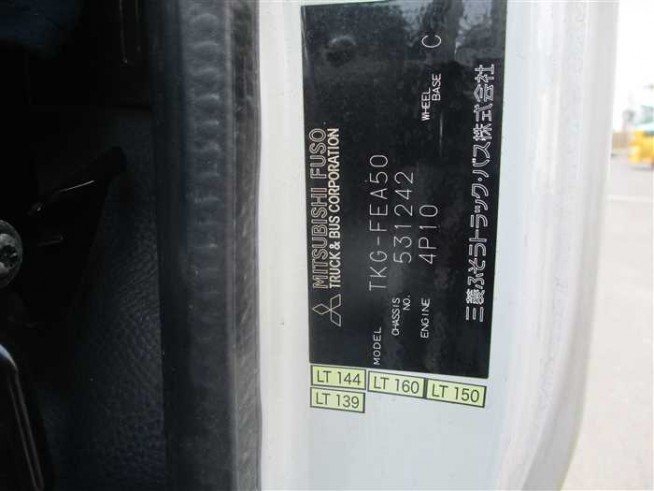 MITSUBISHI FUSO
TRUCK & BUS CORPORATION
MODEL TKG-FEA50
CHASSIS NO. 531242
ENGINE 4P10 WHEEL BASE C
三菱ふそうトラック・バス株式会社
LT 144 LT 160 LT 150
LT 139